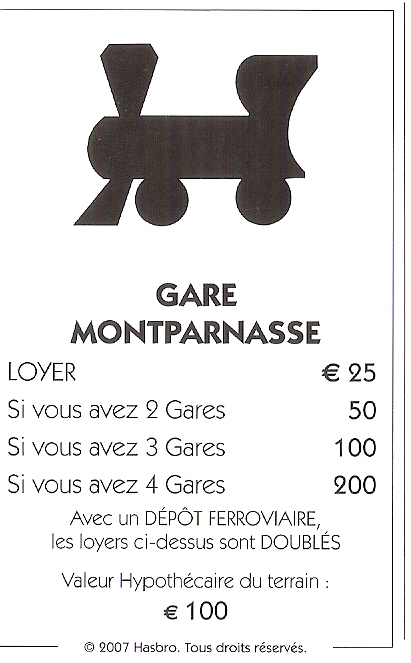 GARE
MONTPARNASSE
LOYER € 25
Si vous avez 2 Gares 50
Si vous avez 3 Gares 100
Si vous avez 4 Gares 200
Avec un DÉPÔT FERROVIAIRE,
les loyers ci-dessus sont DOUBLÉS
Valeur Hypothécaire du terrain :
€ 100
© 2007 Hasbro. Tous droits réservés.